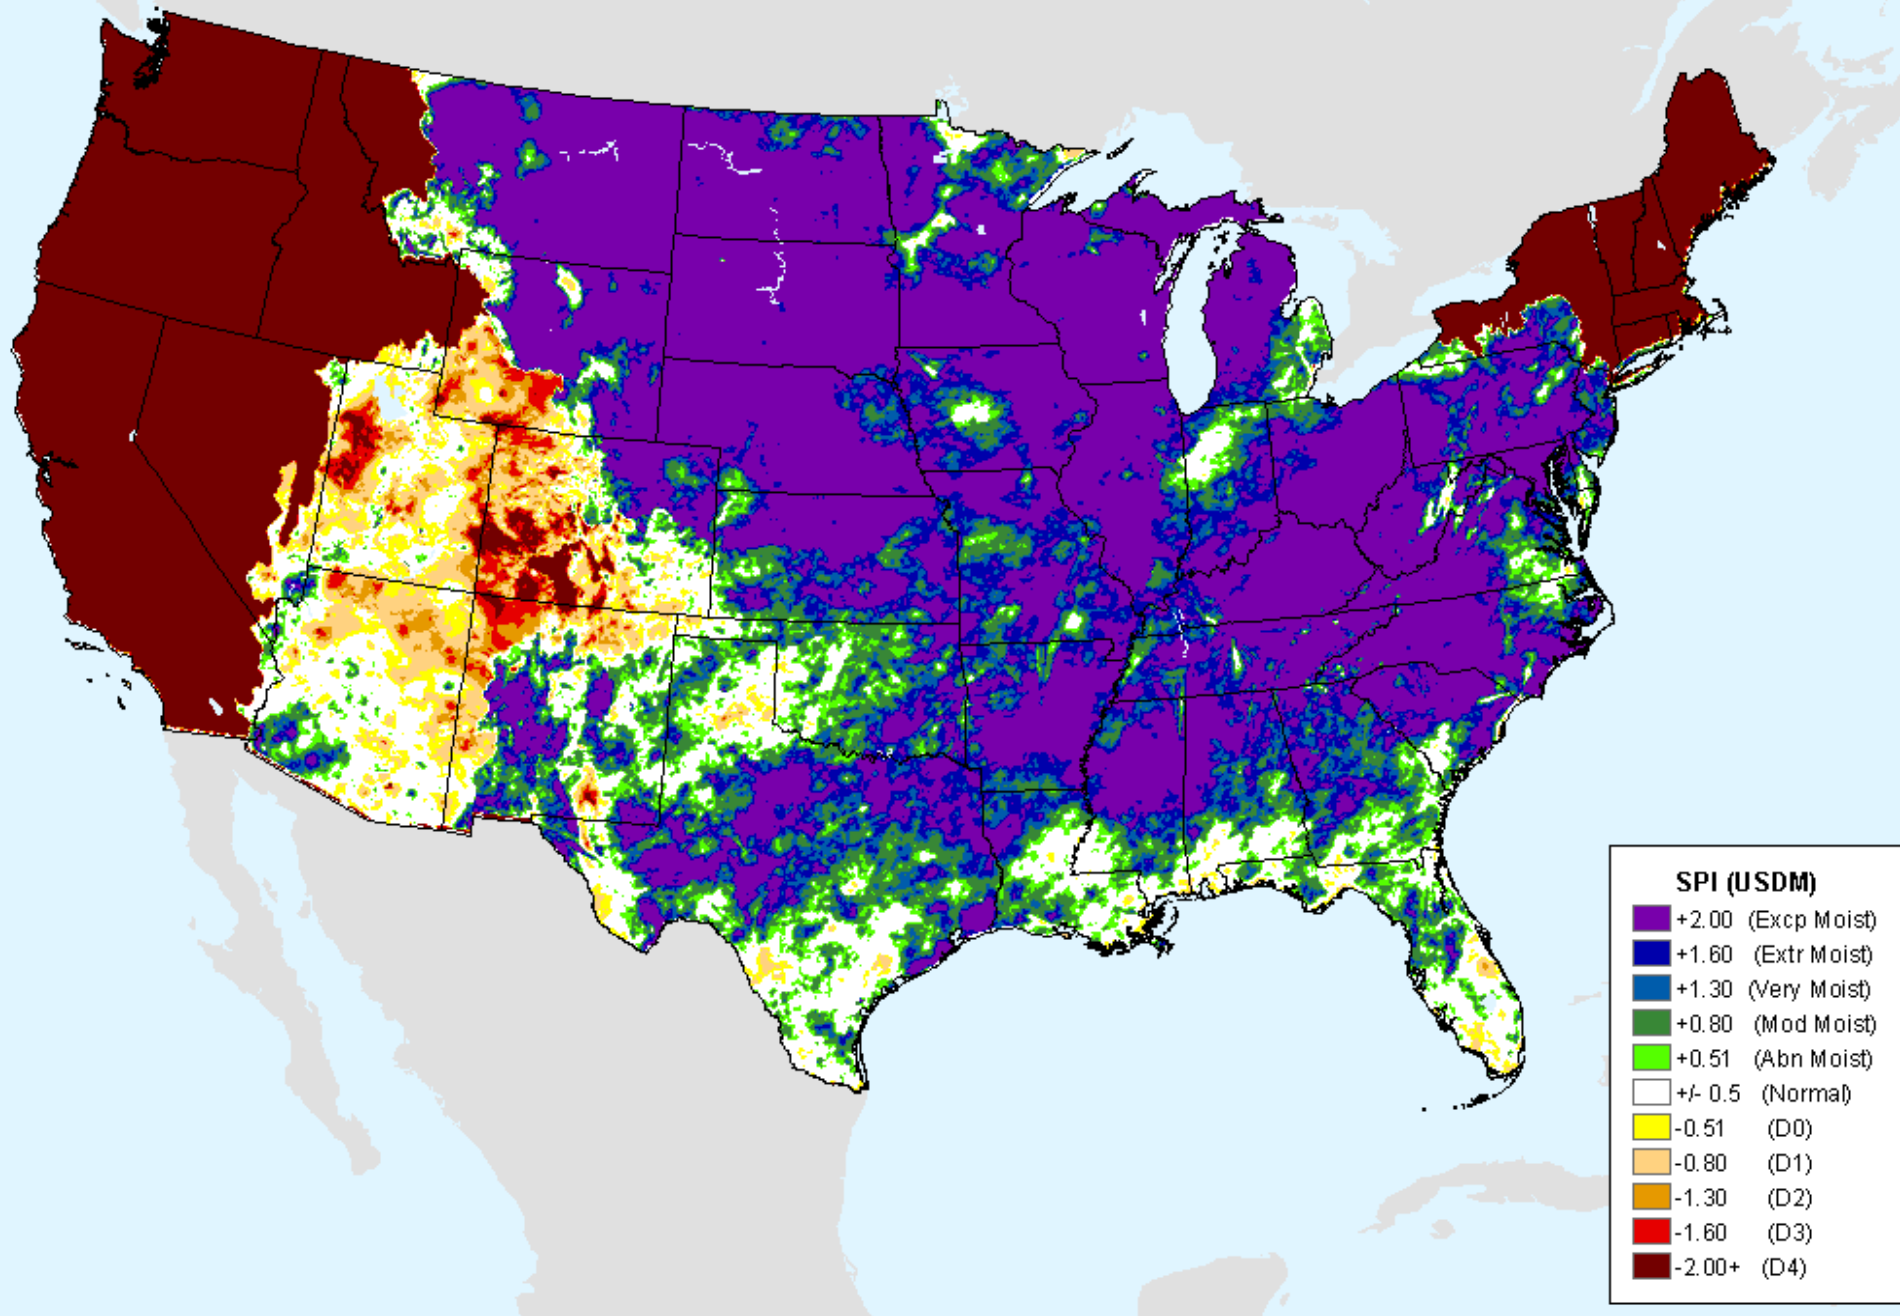 SPI (USDM)
+2.00 (Excp Moist)
+1.60 (Extr Moist)
+1.30 (Very Moist)
+0.80 (Mod Moist)
+0.51 (Abn Moist)
+/- 0.5 (Normal)
-0.51 (D0)
-0.80 (D1)
-1.30 (D2)
-1.60 (D3)
-2.00+ (D4)